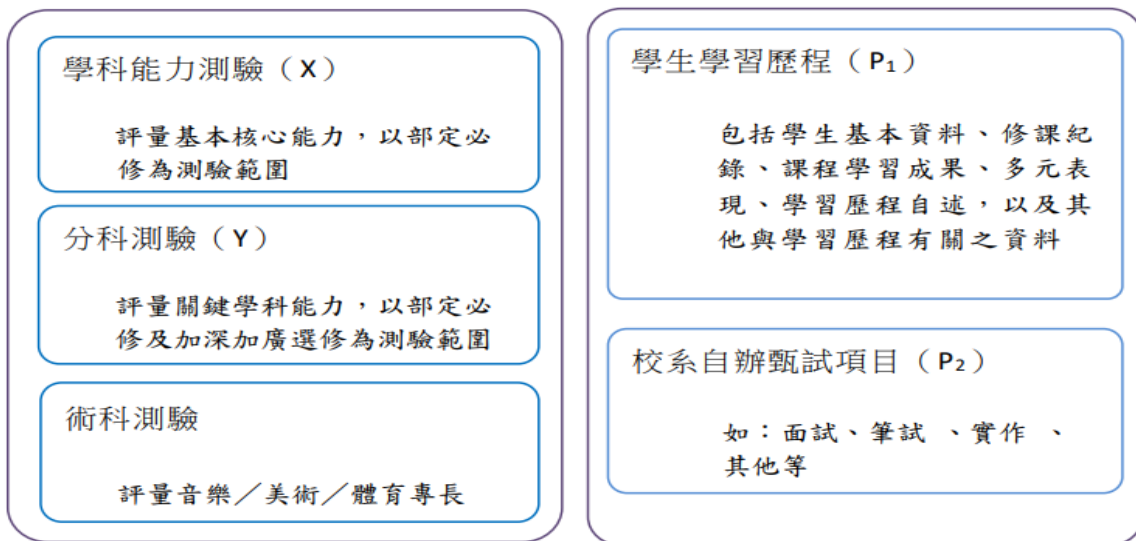 學科能力測驗（X）
評量基本核心能力，以部定必
修為測驗範圍
分科測驗（Y）
評量關鍵學科能力，以部定必
修及加深加廣選修為測驗範圍
術科測驗
評量音樂／美術／體育專長
學生學習歷程（P₁）
包括學生基本資料、修課紀
錄、課程學習成果、多元表
現、學習歷程自述，以及其
他與學習歷程有關之資料
校系自辦甄試項目（P₂）
如：面試、筆試 、實作 、
其他等